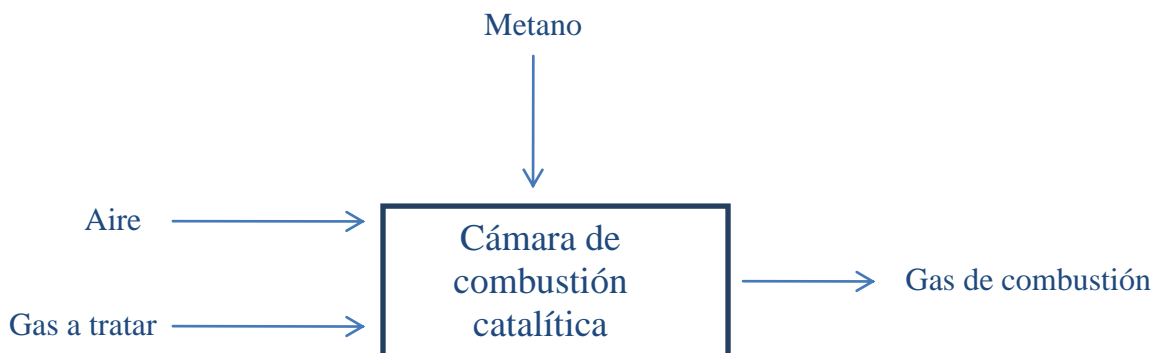 Metano
Aire
Cámara de
combustión
catalítica
Gas de combustión
Gas a tratar